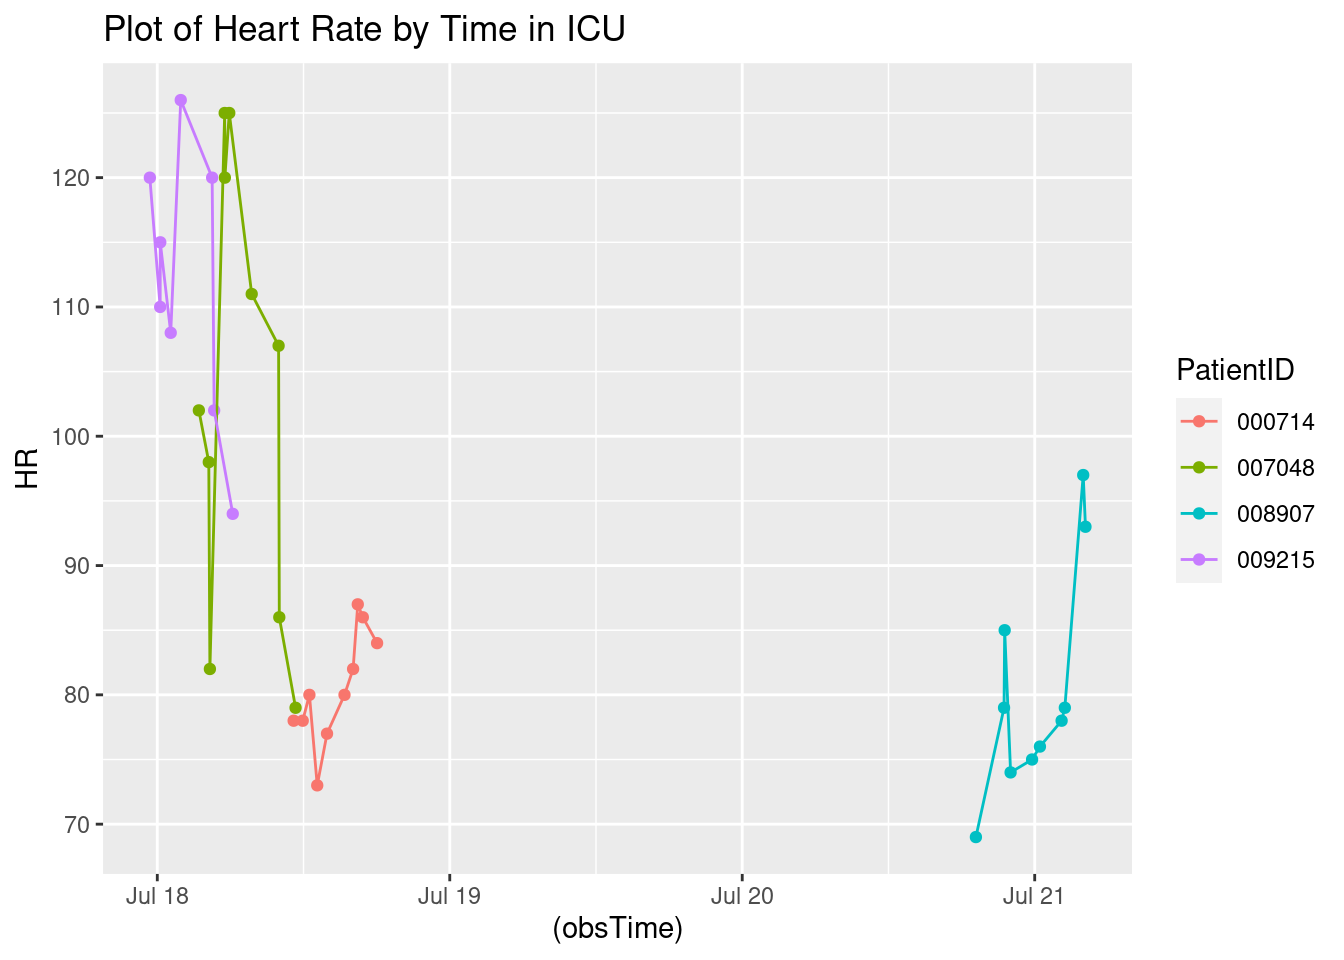 Plot of Heart Rate by Time in ICU
120
110
100
90
80
70
HR
Jul 18
Jul 19
Jul 20
Jul 21
(obsTime)
PatientID
000714
007048
008907
009215